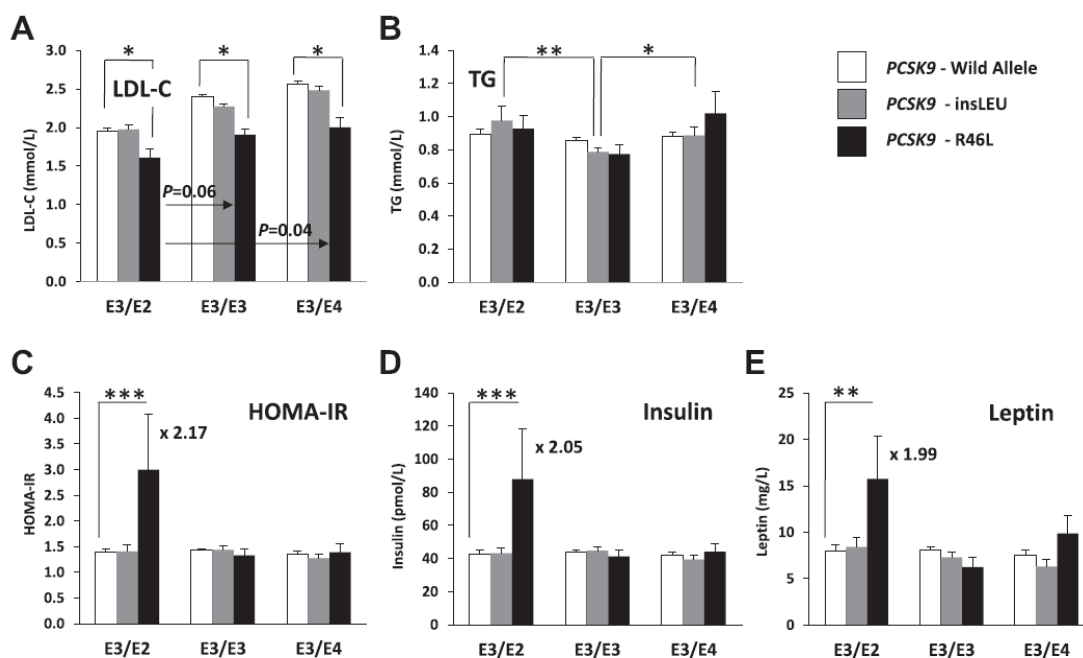 A
3.0
2.5
2.0
1.5
1.0
0.5
0.0
LDL-C (mmol/L)
*
*
*
LDL-C
P=0.06
P=0.04
E3/E2
E3/E3
E3/E4
B
1.4
1.2
1.0
0.8
0.6
0.4
0.2
0.0
TG (mmol/L)
**
*
TG
E3/E2
E3/E3
E3/E4
PCSK9 - Wild Allele
PCSK9 - insLEU
PCSK9 - R46L
C
4.5
4.0
3.5
3.0
2.5
2.0
1.5
1.0
0.5
0.0
HOMA-IR
***
HOMA-IR
x 2.17
E3/E2
E3/E3
E3/E4
D
140
120
100
80
60
40
20
0
Insulin (pmol/L)
***
Insulin
x 2.05
E3/E2
E3/E3
E3/E4
E
25
20
15
10
5
0
Leptin (mg/L)
**
Leptin
x 1.99
E3/E2
E3/E3
E3/E4